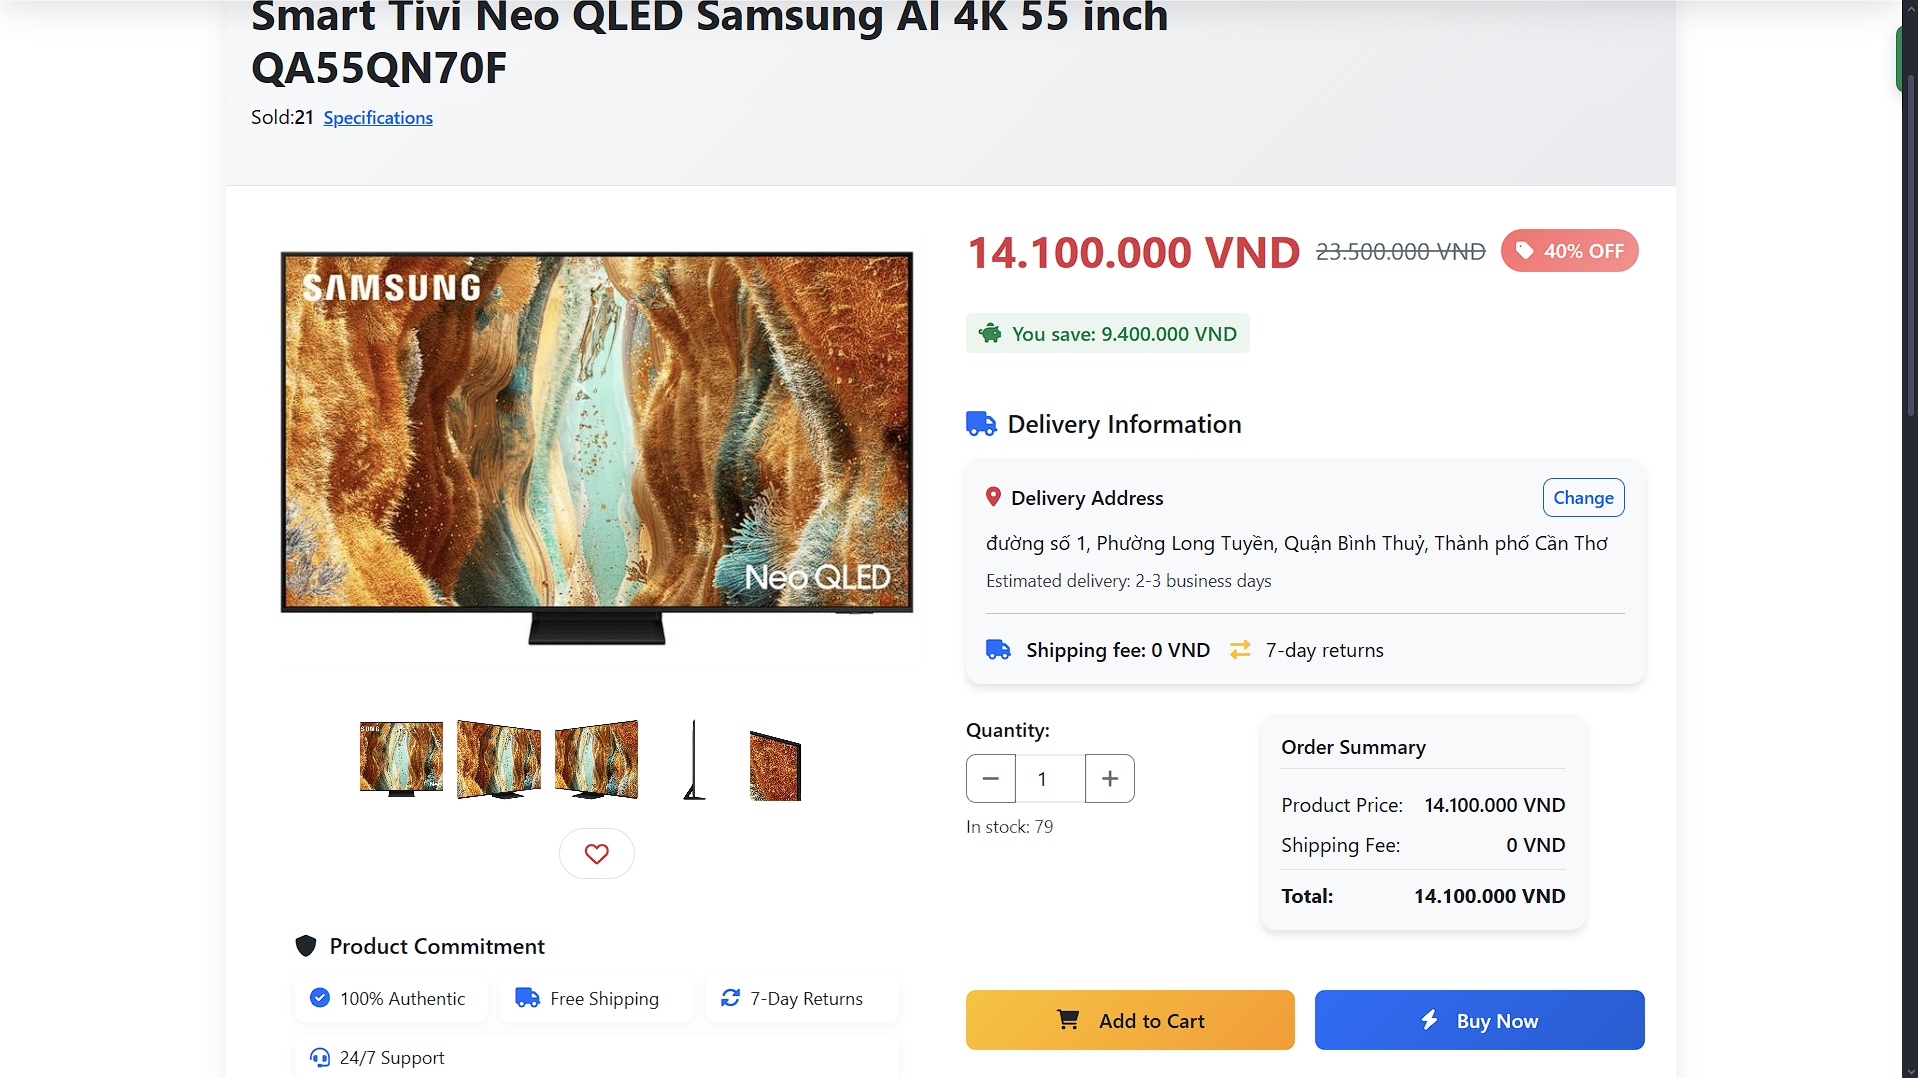 Smart Tivi Neo QLED Samsung AI 4K 55 inch
QA55QN70F
Sold:21 Specifications
SAMSUNG
Neo QLED
14.100.000 VND 23.500.000 VND 40% OFF
You save: 9.400.000 VND
Delivery Information
Delivery Address Change
đường số 1, Phường Long Tuyền, Quận Bình Thuỷ, Thành phố Cần Thơ
Estimated delivery: 2-3 business days
Shipping fee: 0 VND 7-day returns
Quantity:
1
In stock: 79
Order Summary
Product Price: 14.100.000 VND
Shipping Fee: 0 VND
Total: 14.100.000 VND
Product Commitment
100% Authentic Free Shipping 7-Day Returns
24/7 Support
Add to Cart Buy Now